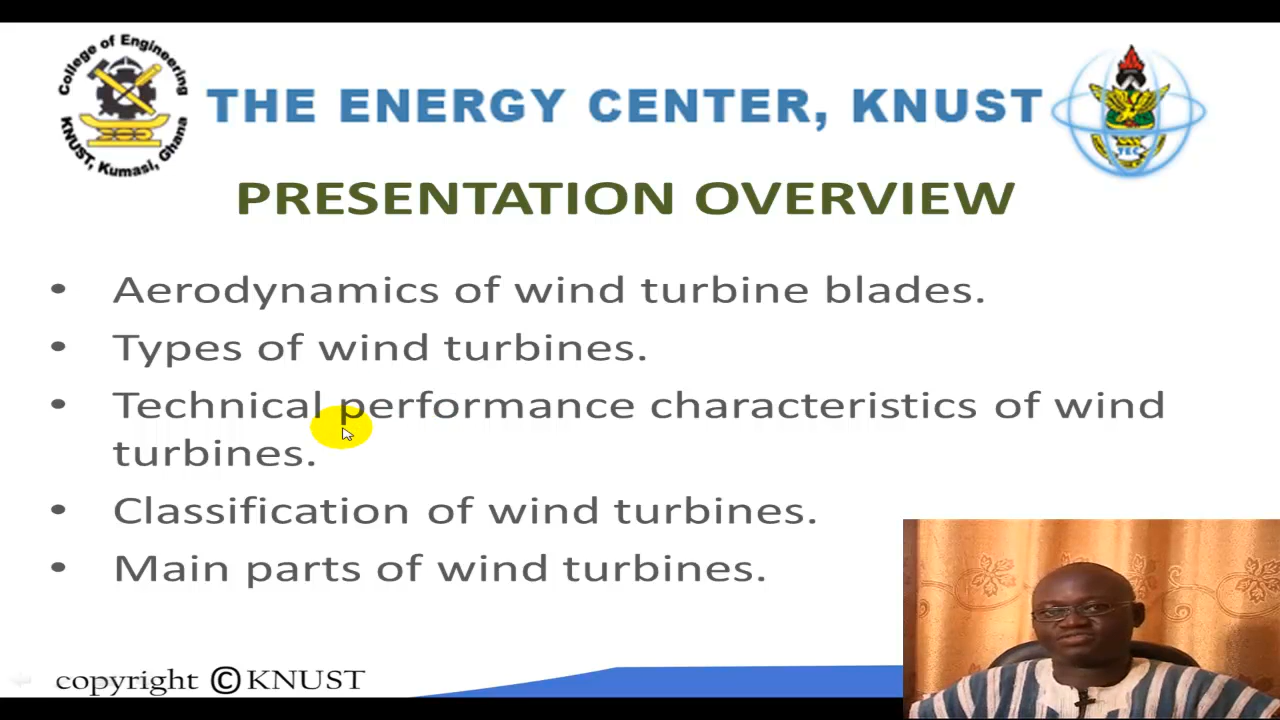 College of Engineering
KNUST, Kumasi, Ghana
THE ENERGY CENTER, KNUST
TEC
PRESENTATION OVERVIEW
• Aerodynamics of wind turbine blades.
• Types of wind turbines.
• Technical performance characteristics of wind
turbines.
• Classification of wind turbines.
• Main parts of wind turbines.
copyright © KNUST